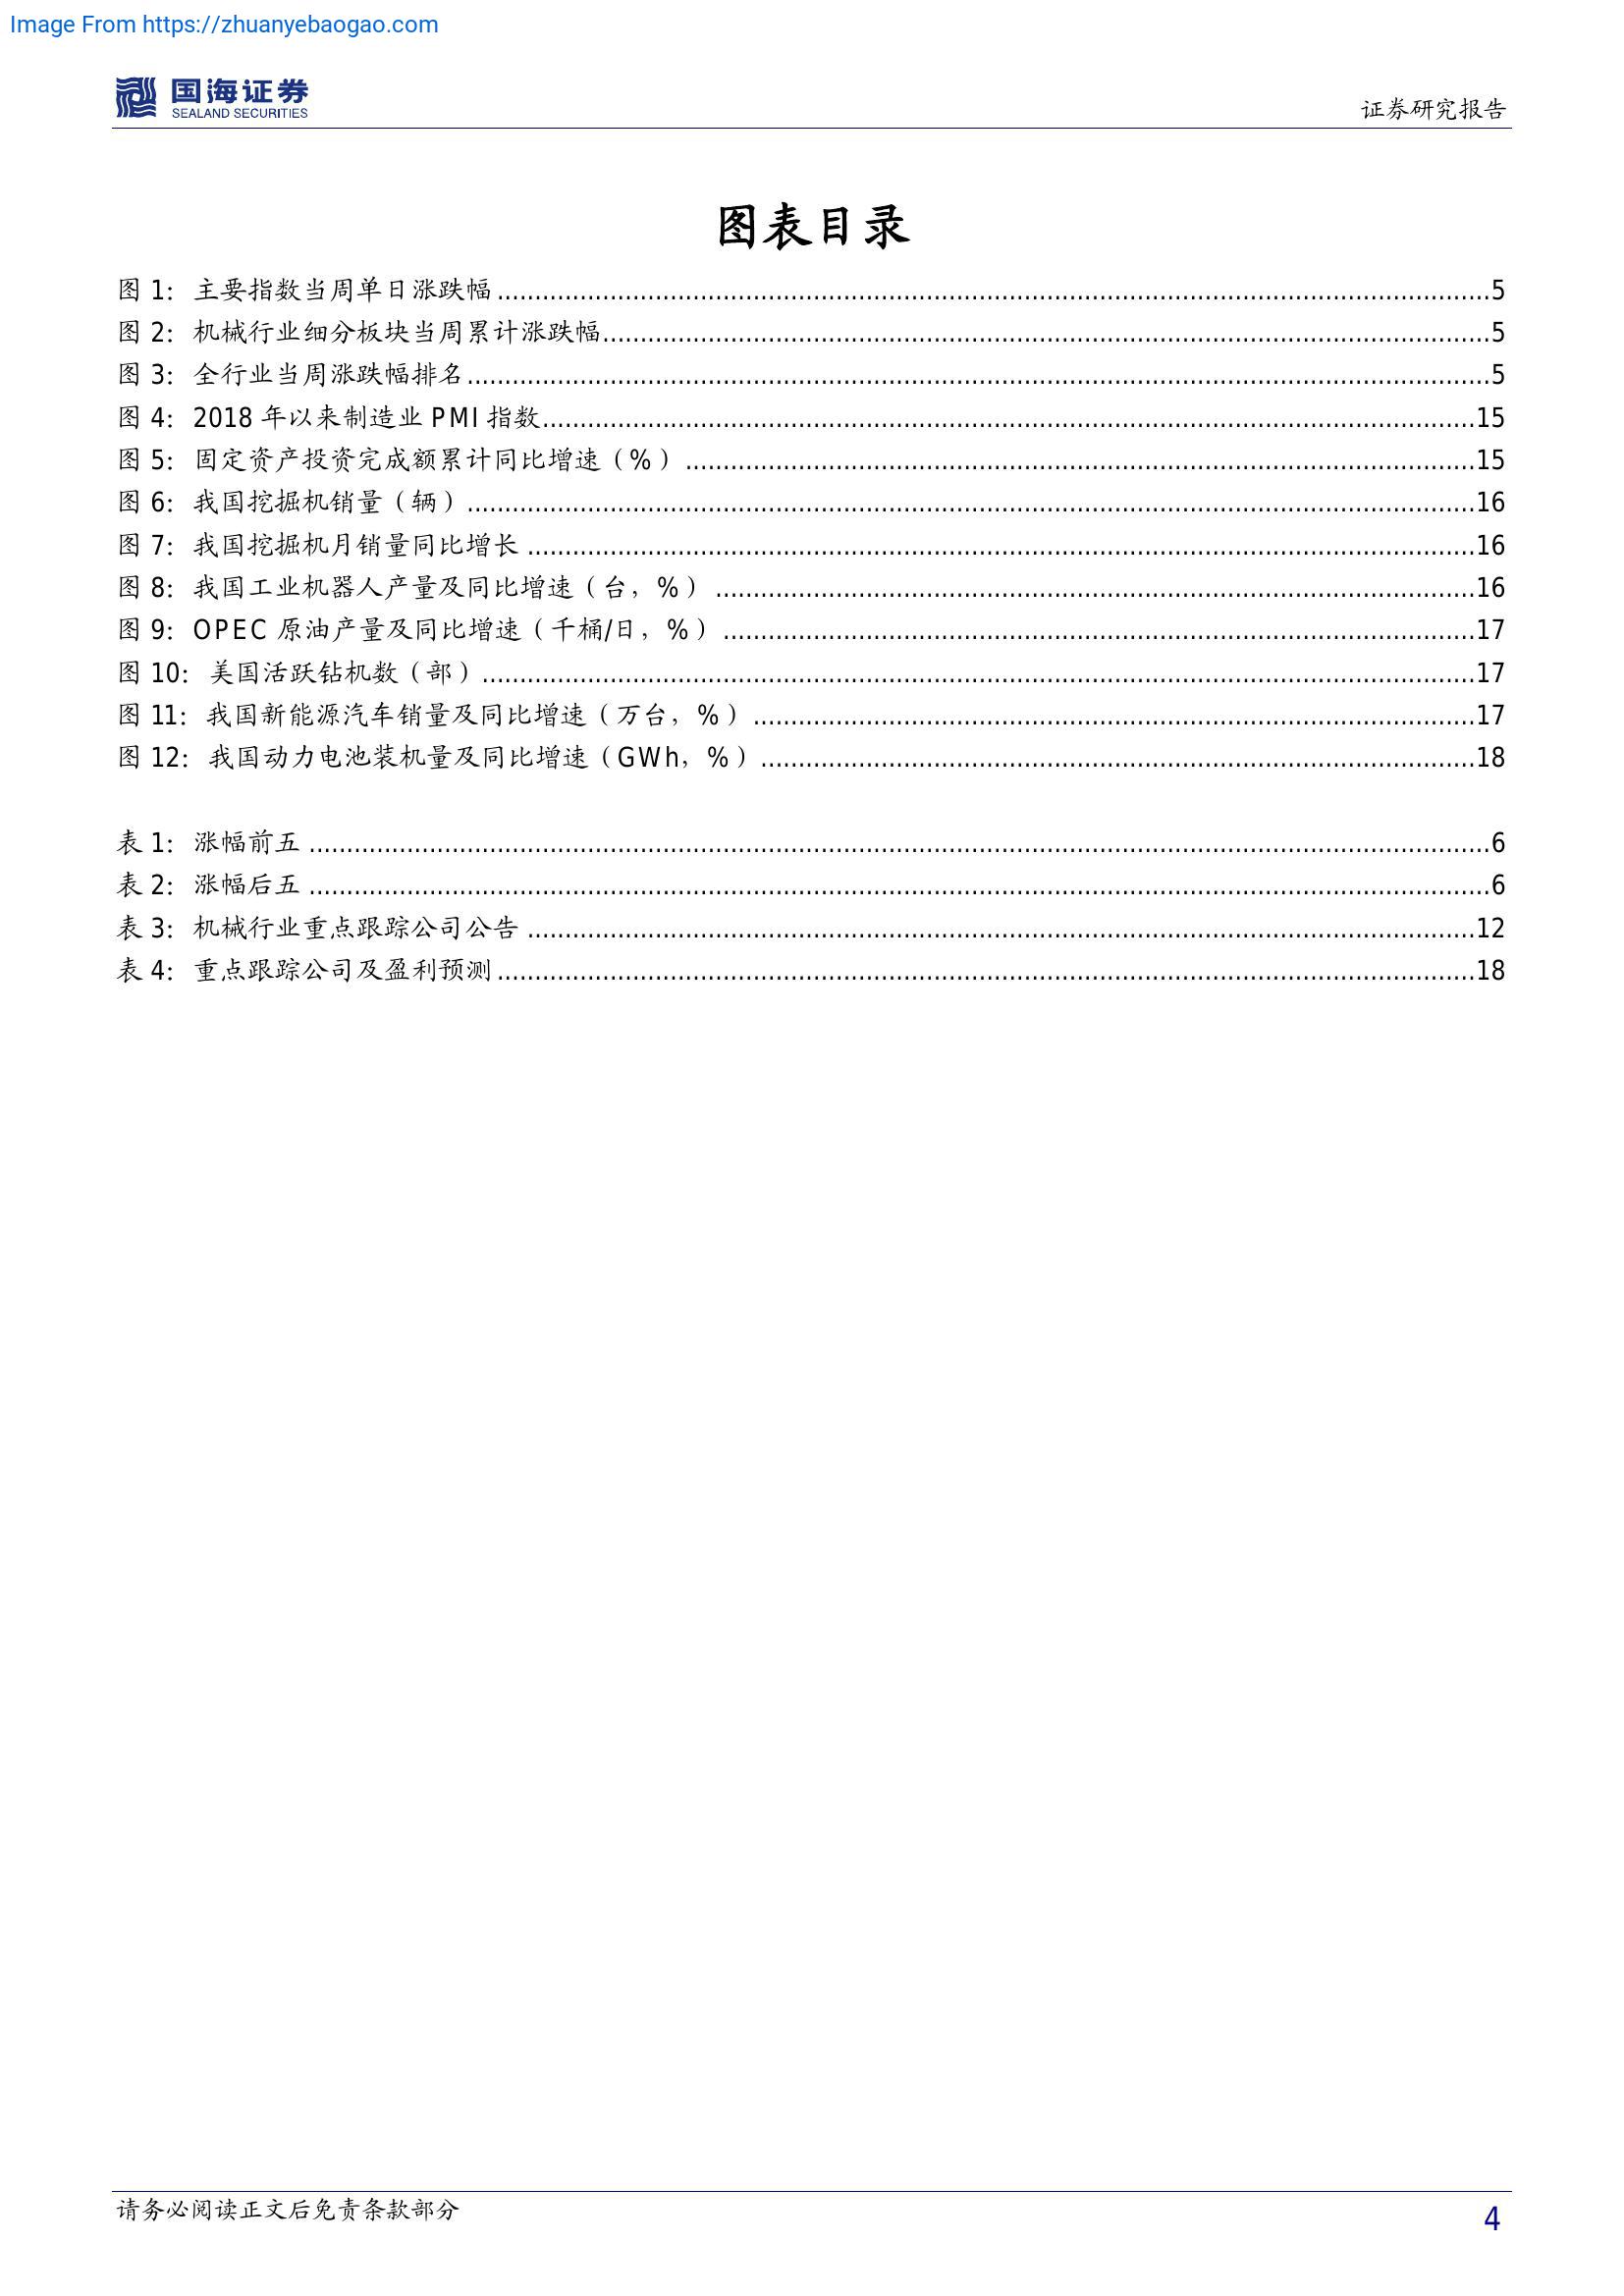 Image From https://zhuanyebaogao.com
国海证券
SEALAND SECURITIES
证券研究报告
图表目录
图 1：主要指数当周单日涨跌幅....................5
图 2：机械行业细分板块当周累计涨跌幅....................5
图 3：全行业当周涨跌幅排名....................5
图 4：2018 年以来制造业 PMI 指数....................15
图 5：固定资产投资完成额累计同比增速（%）....................15
图 6：我国挖掘机销量（辆）....................16
图 7：我国挖掘机月销量同比增长....................16
图 8：我国工业机器人产量及同比增速（台，%）....................16
图 9：OPEC 原油产量及同比增速（千桶/日，%）....................17
图 10：美国活跃钻机数（部）....................17
图 11：我国新能源汽车销量及同比增速（万台，%）....................17
图 12：我国动力电池装机量及同比增速（GWh，%）....................18
表 1：涨幅前五....................6
表 2：涨幅后五....................6
表 3：机械行业重点跟踪公司公告....................12
表 4：重点跟踪公司及盈利预测....................18
请务必阅读正文后免责条款部分
4